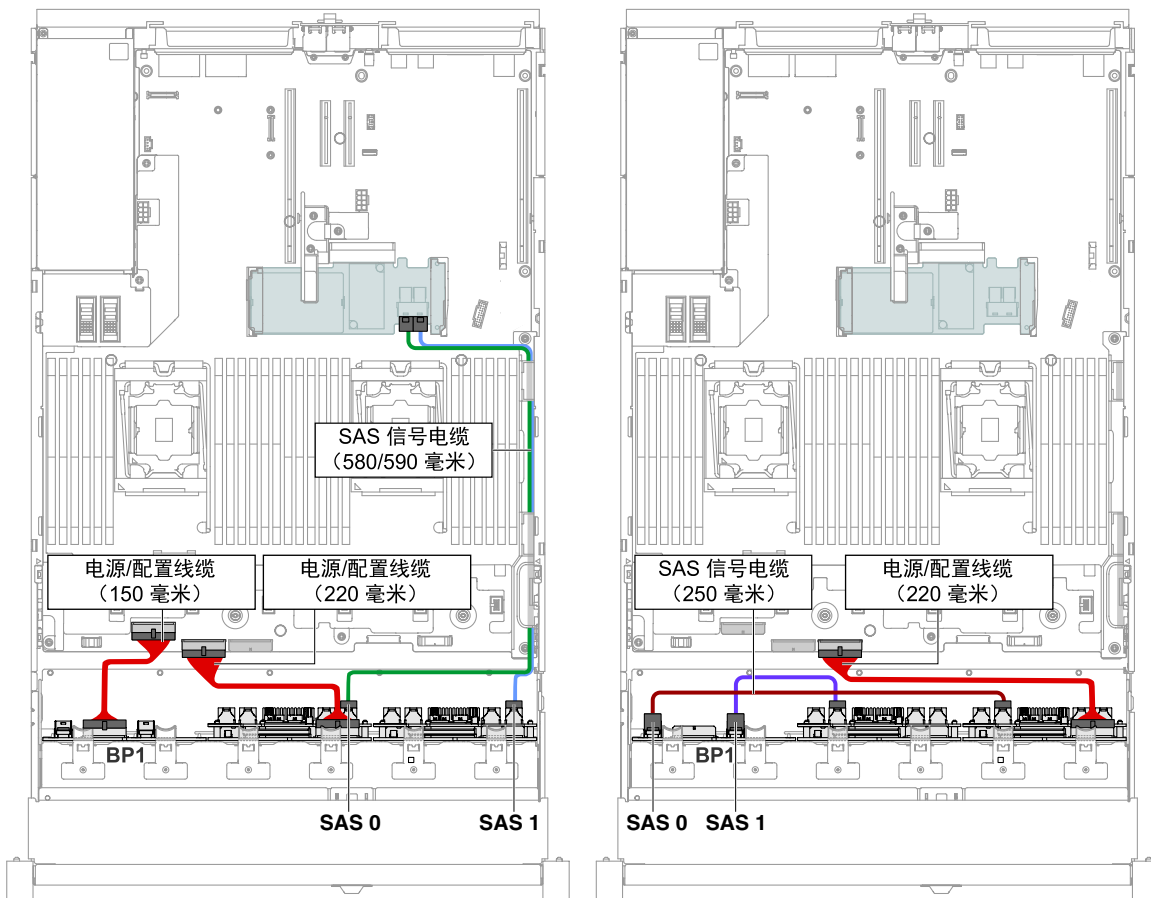 SAS 信号电缆
（580/590 毫米）
电源/配置线缆
（150 毫米）
电源/配置线缆
（220 毫米）
BP1
SAS 0
SAS 1
SAS 信号电缆
（250 毫米）
电源/配置线缆
（220 毫米）
BP1
SAS 0
SAS 1